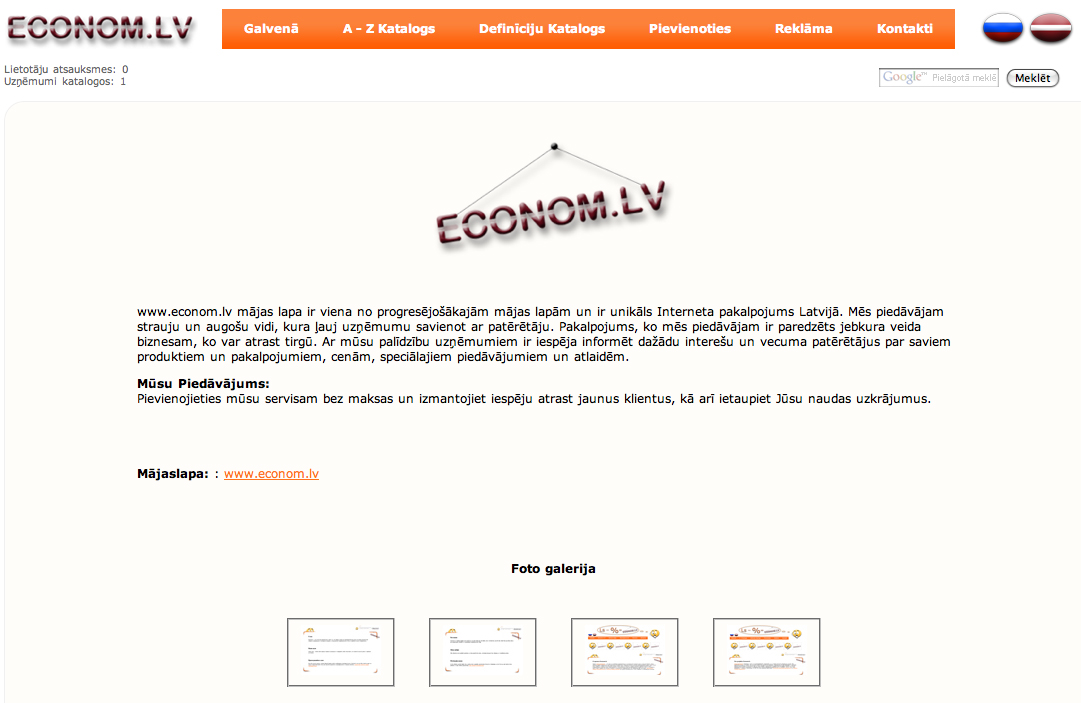 ECONOM.LV
Galvenā
A - Z Katalogs
Definīciju Katalogs
Pievienoties
Reklāma
Kontakti
Lietotāju atsauksmes: 0
Uzņēmumi katalogos: 1
Google™ Pielāgotā meklē
Meklēt
ECONOM.LV
www.econom.lv mājas lapa ir viena no progresējošākajām mājas lapām un ir unikāls Interneta pakalpojums Latvijā. Mēs piedāvājam
strauju un augošu vidi, kura ļauj uzņēmumu savienot ar patērētāju. Pakalpojums, ko mēs piedāvājam ir paredzēts jebkura veida
biznesam, ko var atrast tirgū. Ar mūsu palīdzību uzņēmumiem ir iespēja informēt dažādu interešu un vecuma patērētājus par saviem
produktiem un pakalpojumiem, cenām, speciālajiem piedāvājumiem un atlaidēm.
Mūsu Piedāvājums:
Pievienojieties mūsu servisam bez maksas un izmantojiet iespēju atrast jaunus klientus, kā arī ietaupiet Jūsu naudas uzkrājumus.
Mājaslapa: : www.econom.lv
Foto galerija